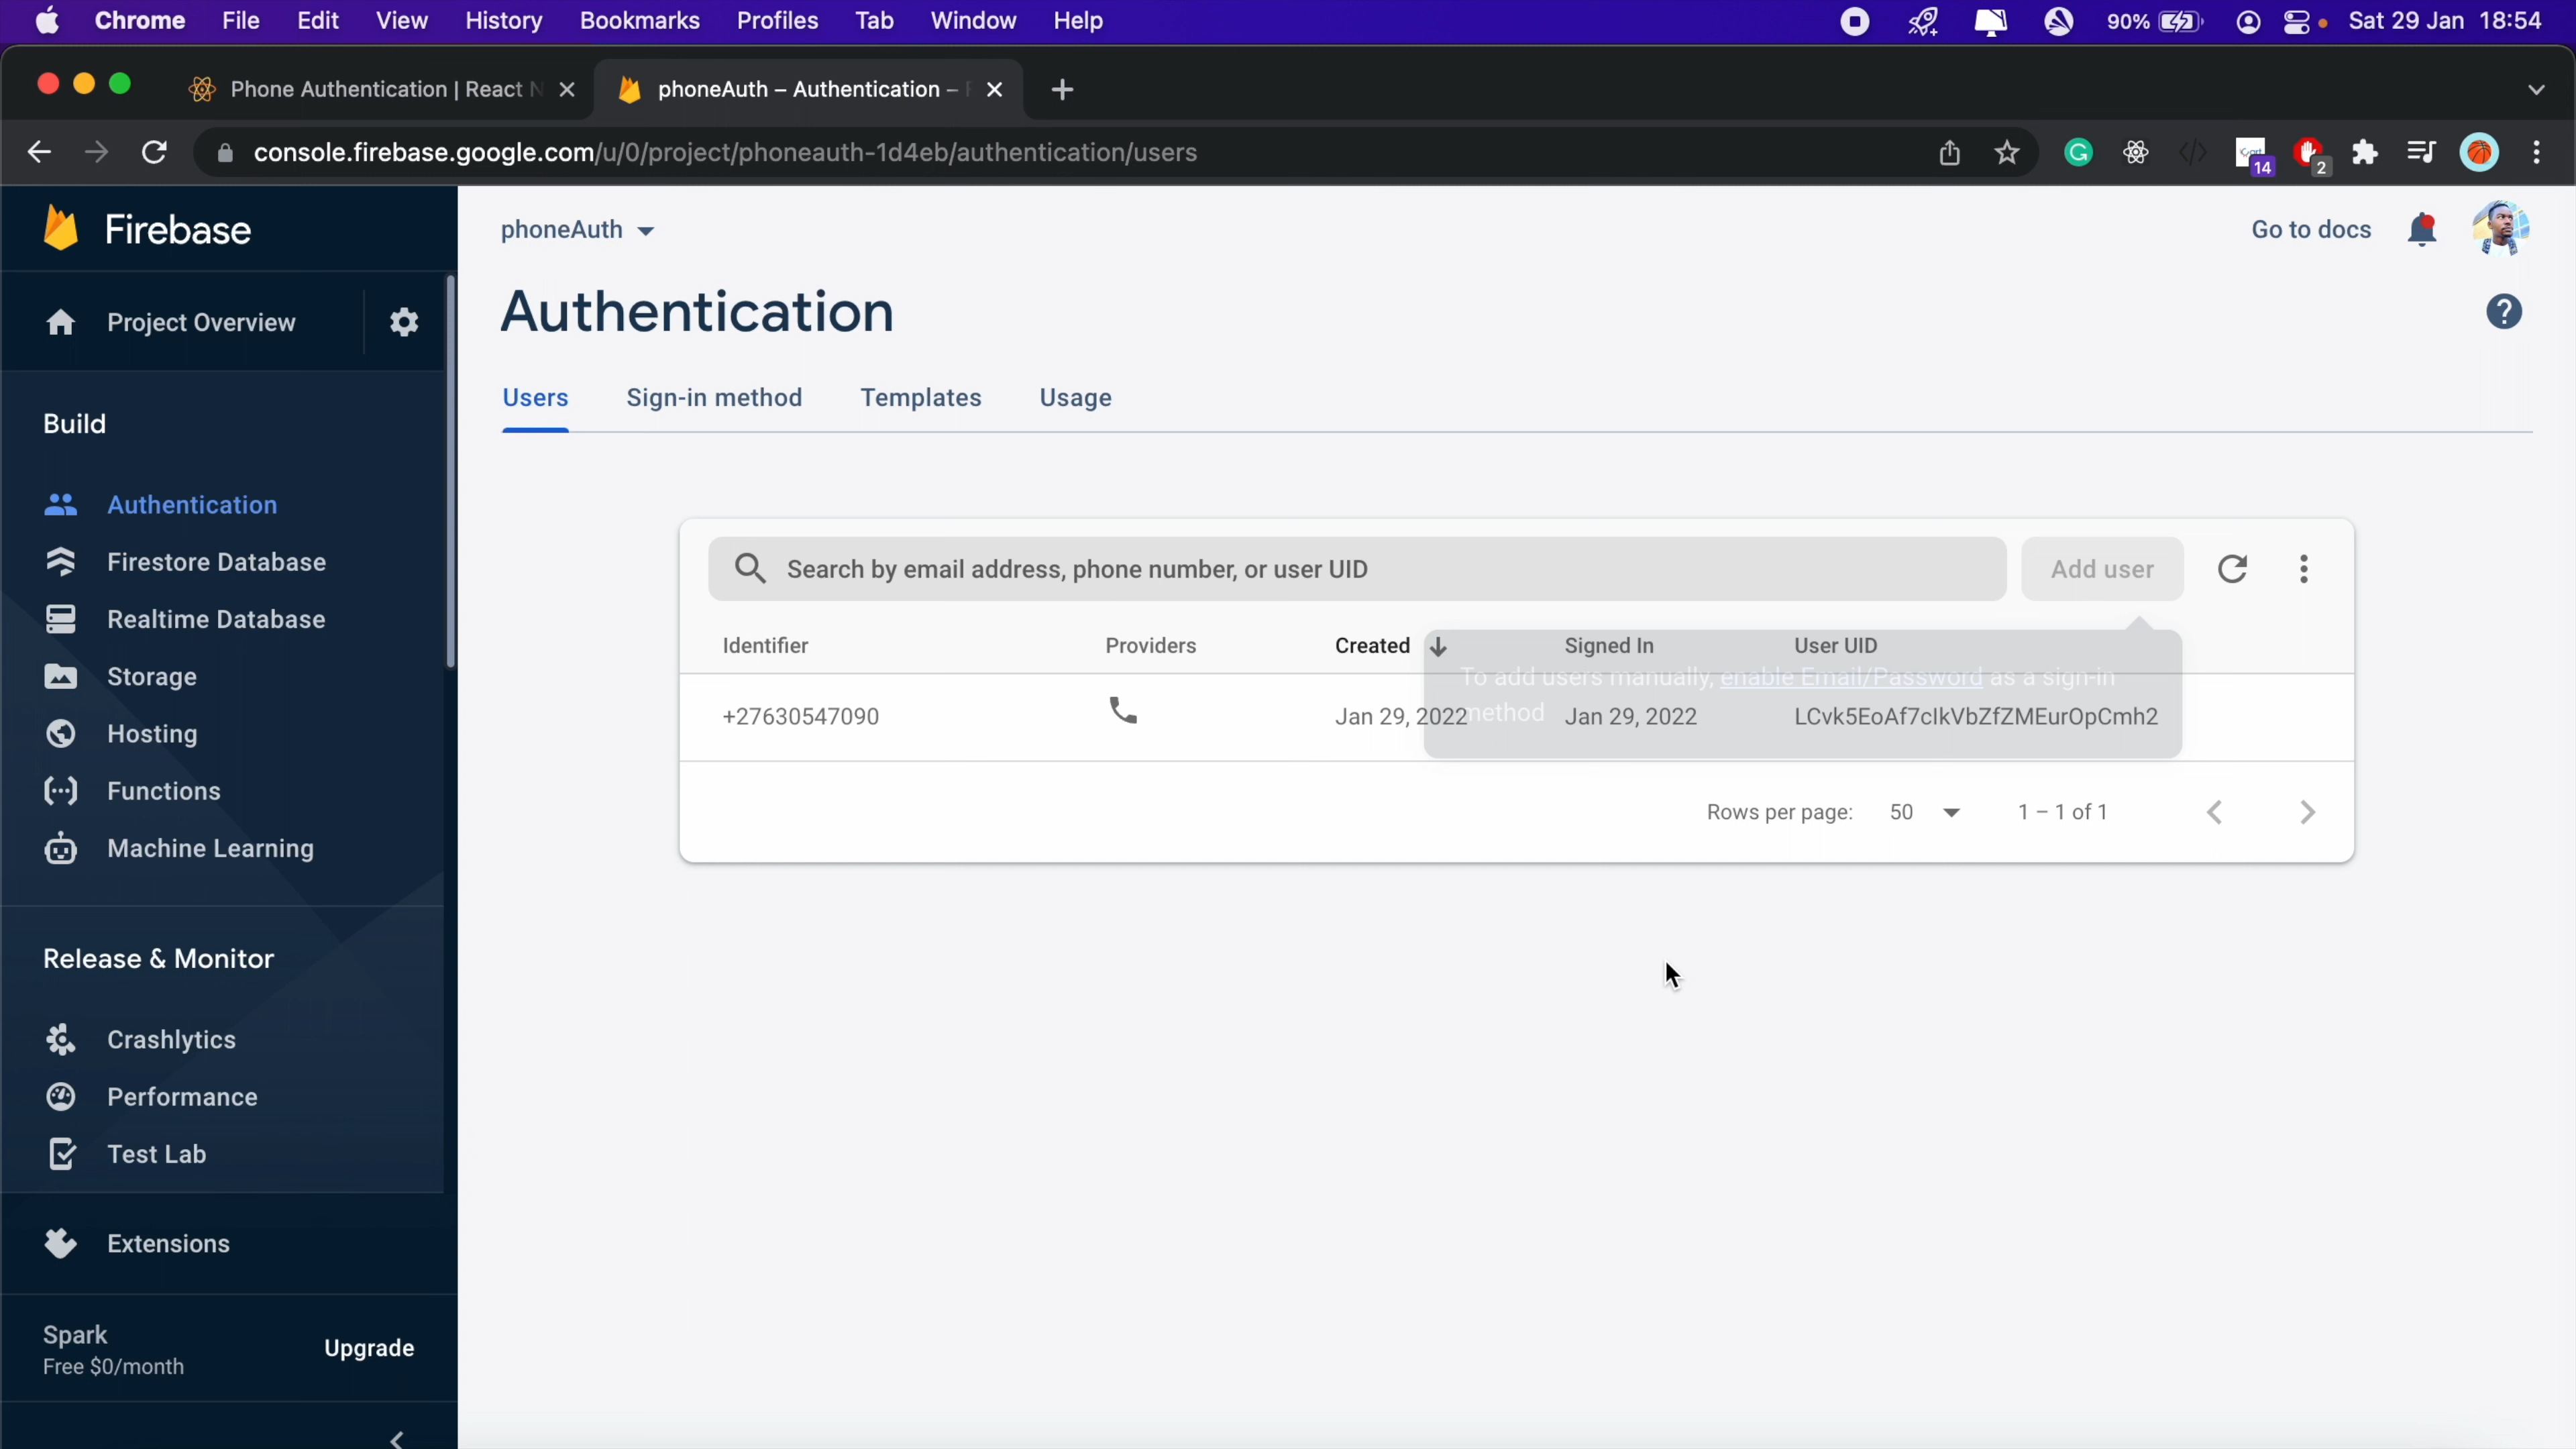 Chrome File Edit View History Bookmarks Profiles Tab Window Help 90% Sat 29 Jan 18:54
Phone Authentication | React N phoneAuth – Authentication –
console.firebase.google.com/u/0/project/phoneauth-1d4eb/authentication/users 14 2
Firebase
Project Overview
Build
Authentication
Firestore Database
Realtime Database
Storage
Hosting
Functions
Machine Learning
Release & Monitor
Crashlytics
Performance
Test Lab
Extensions
Spark
Free $0/month
Upgrade
phoneAuth Go to docs
Authentication
Users Sign-in method Templates Usage
Search by email address, phone number, or user UID Add user
Identifier Providers Created Signed In User UID
To add users manually, enable Email/Password as a sign-in
method
+27630547090 Jan 29, 2022 Jan 29, 2022 LCvk5EoAf7clkVbZfZMEurOpCmh2
Rows per page: 50 1 – 1 of 1